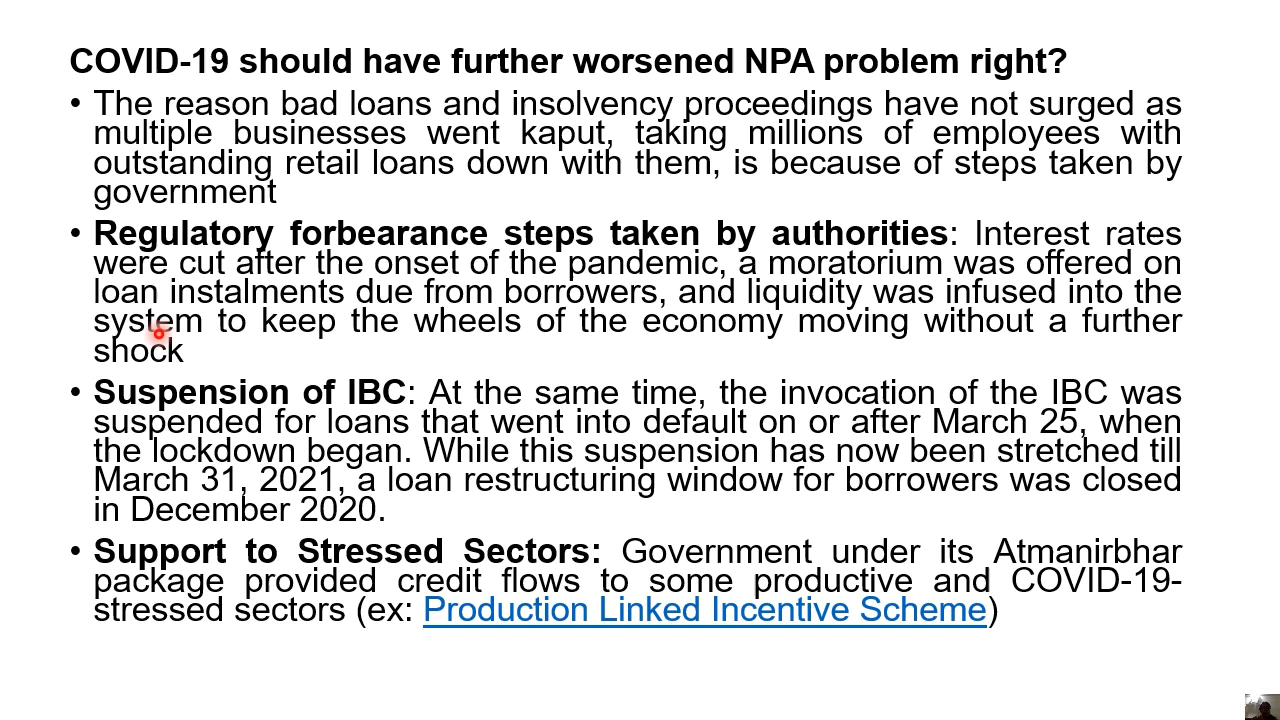 COVID-19 should have further worsened NPA problem right?
• The reason bad loans and insolvency proceedings have not surged as
multiple businesses went kaput, taking millions of employees with
outstanding retail loans down with them, is because of steps taken by
government
• Regulatory forbearance steps taken by authorities: Interest rates
were cut after the onset of the pandemic, a moratorium was offered on
loan instalments due from borrowers, and liquidity was infused into the
system to keep the wheels of the economy moving without a further
shock
• Suspension of IBC: At the same time, the invocation of the IBC was
suspended for loans that went into default on or after March 25, when
the lockdown began. While this suspension has now been stretched till
March 31, 2021, a loan restructuring window for borrowers was closed
in December 2020.
• Support to Stressed Sectors: Government under its Atmanirbhar
package provided credit flows to some productive and COVID-19-
stressed sectors (ex: Production Linked Incentive Scheme)